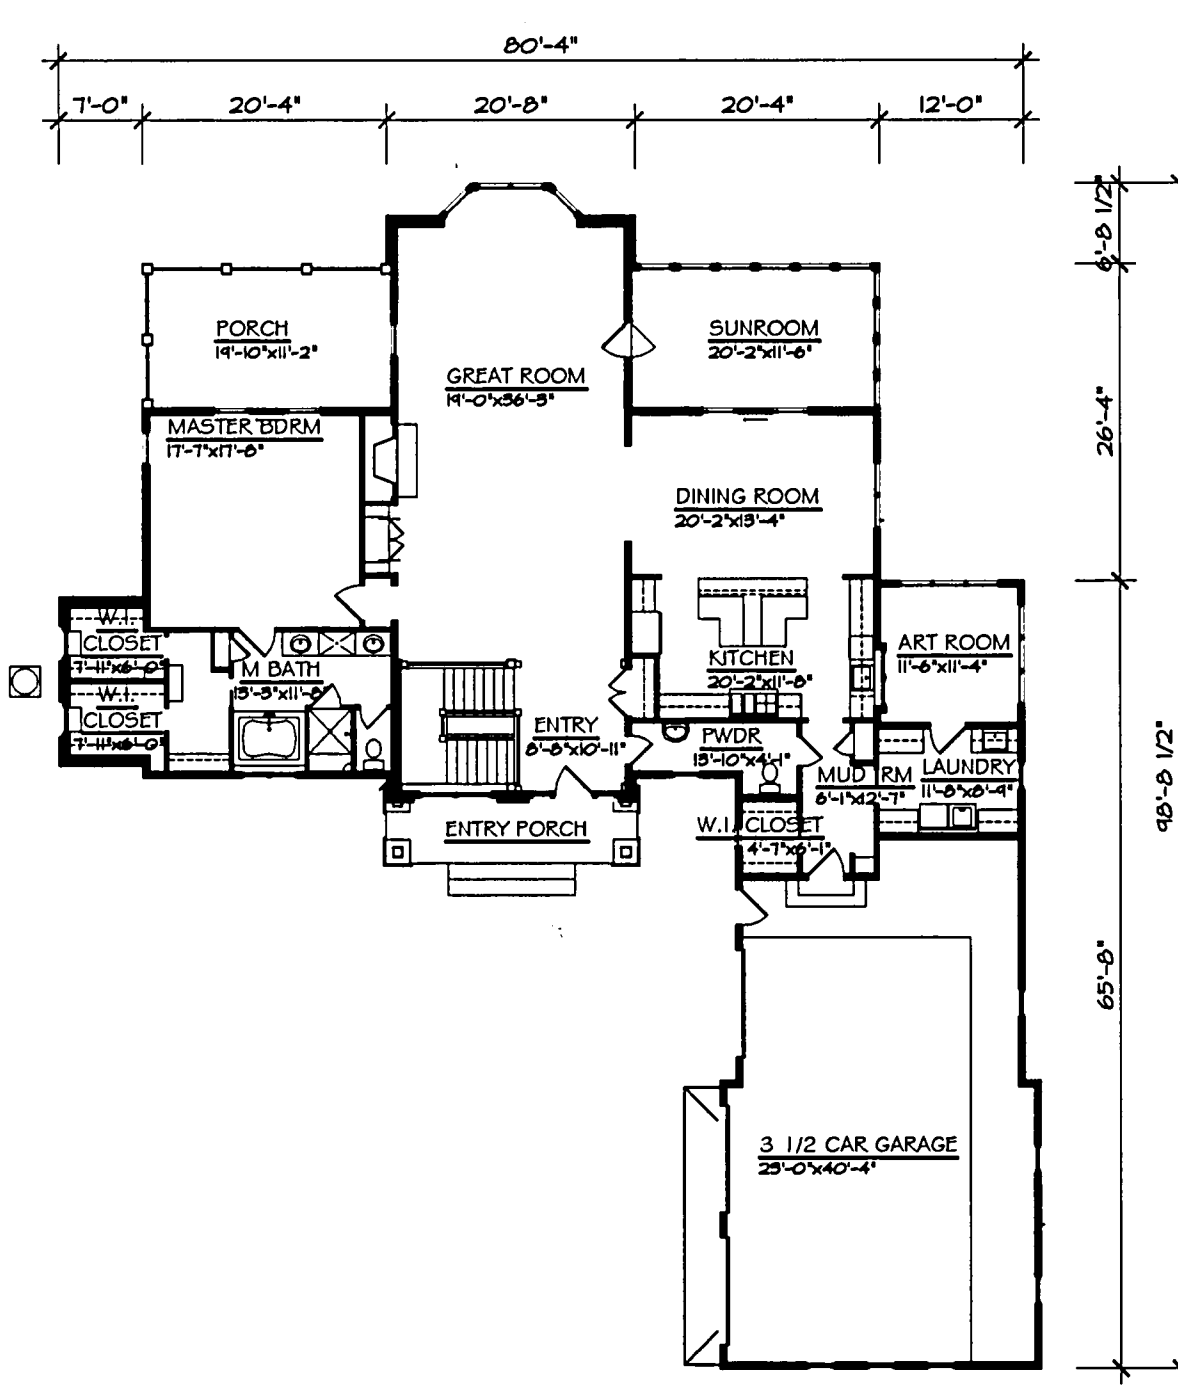 80'-4"
7'-0" 20'-4" 20'-8" 20'-4" 12'-0"
6'-8 1/2"
PORCH
19'-10"x11'-2"
SUNROOM
20'-2"x11'-6"
GREAT ROOM
19'-0"x36'-3"
26'-4"
MASTER BDRM
17'-7"x17'-8"
DINING ROOM
20'-2"x13'-4"
W.I.
CLOSET
7'-11"x6'-0"
M BATH
13'-3"x11'-8"
W.I.
CLOSET
7'-11"x6'-0"
KITCHEN
20'-2"x11'-8"
ART ROOM
11'-6"x11'-4"
ENTRY
8'-8"x10'-11"
PWDR
13'-10"x4'-1"
MUD RM
8'-1"x12'-7"
LAUNDRY
11'-8"x8'-9"
98'-8 1/2"
ENTRY PORCH
W.I. CLOSET
4'-7"x6'-1"
65'-8"
3 1/2 CAR GARAGE
25'-0"x40'-4"